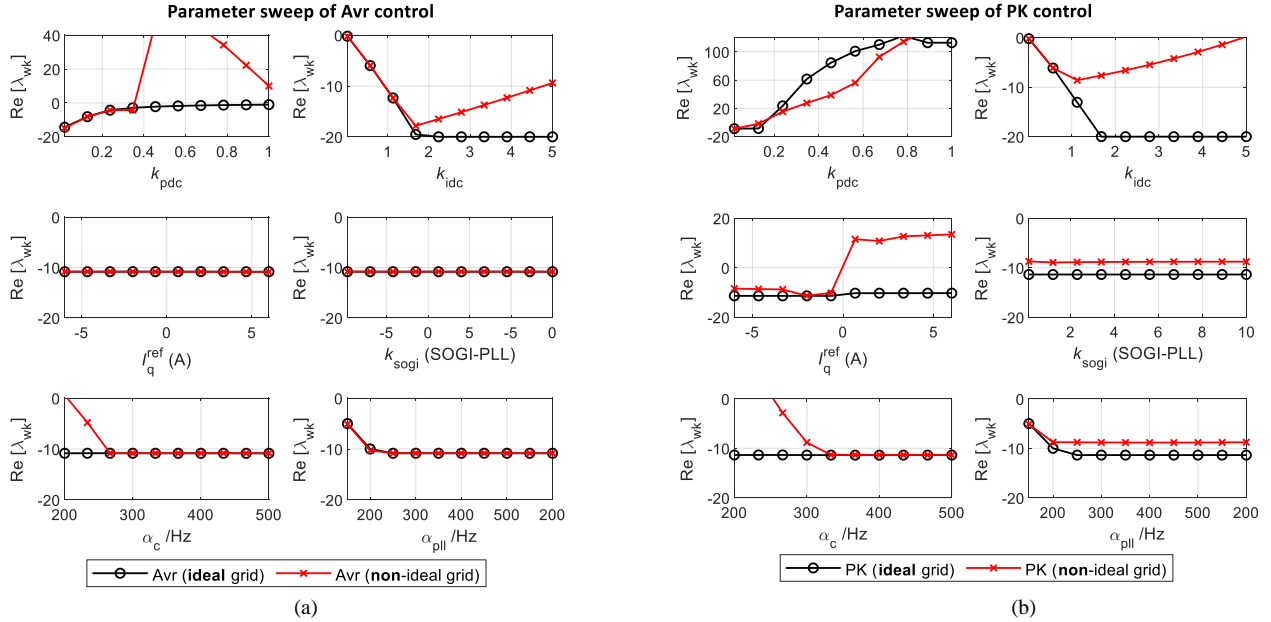 Parameter sweep of Avr control
Parameter sweep of PK control
Re [λwk]
40
20
0
-20
0.2 0.4 0.6 0.8 1
kpdc
Re [λwk]
0
-10
-20
0 1 2 3 4 5
kidc
Re [λwk]
100
60
20
-20
0.2 0.4 0.6 0.8 1
kpdc
Re [λwk]
0
-10
-20
0 1 2 3 4 5
kidc
Re [λwk]
0
-10
-20
-5 0 5
Iqref (A)
Re [λwk]
0
-10
-20
-5 0 5 -5 0
ksogi (SOGI-PLL)
Re [λwk]
20
0
-20
-5 0 5
Iqref (A)
Re [λwk]
0
-10
-20
2 4 6 8 10
ksogi (SOGI-PLL)
Re [λwk]
0
-10
-20
200 300 400 500
αc /Hz
Re [λwk]
0
-10
-20
200 300 400 500 200
αpll /Hz
Re [λwk]
0
-10
-20
200 300 400 500
αc /Hz
Re [λwk]
0
-10
-20
200 300 400 500 200
αpll /Hz
Avr (ideal grid) Avr (non-ideal grid)
PK (ideal grid) PK (non-ideal grid)
(a)
(b)